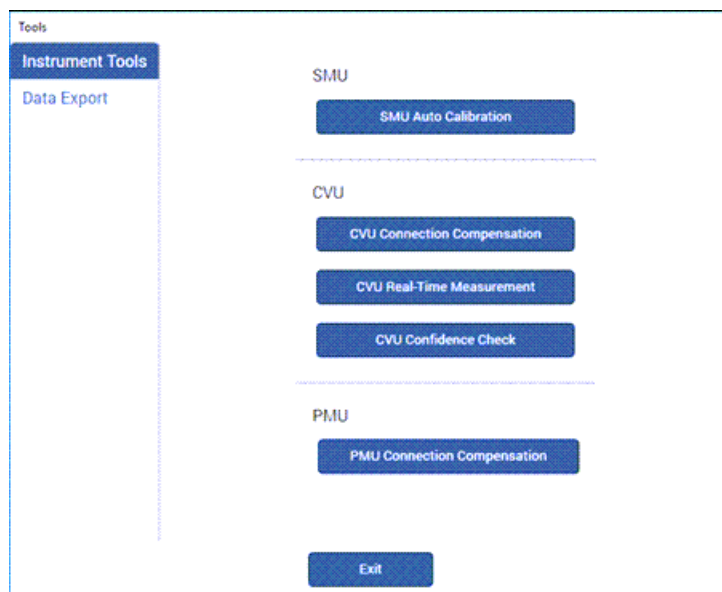 Tools
Instrument Tools
Data Export
SMU
SMU Auto Calibration
CVU
CVU Connection Compensation
CVU Real-Time Measurement
CVU Confidence Check
PMU
PMU Connection Compensation
Exit